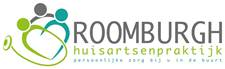 ROOMBURGH
huisartsenpraktijk
persoonlijke zorg bij u in de buurt